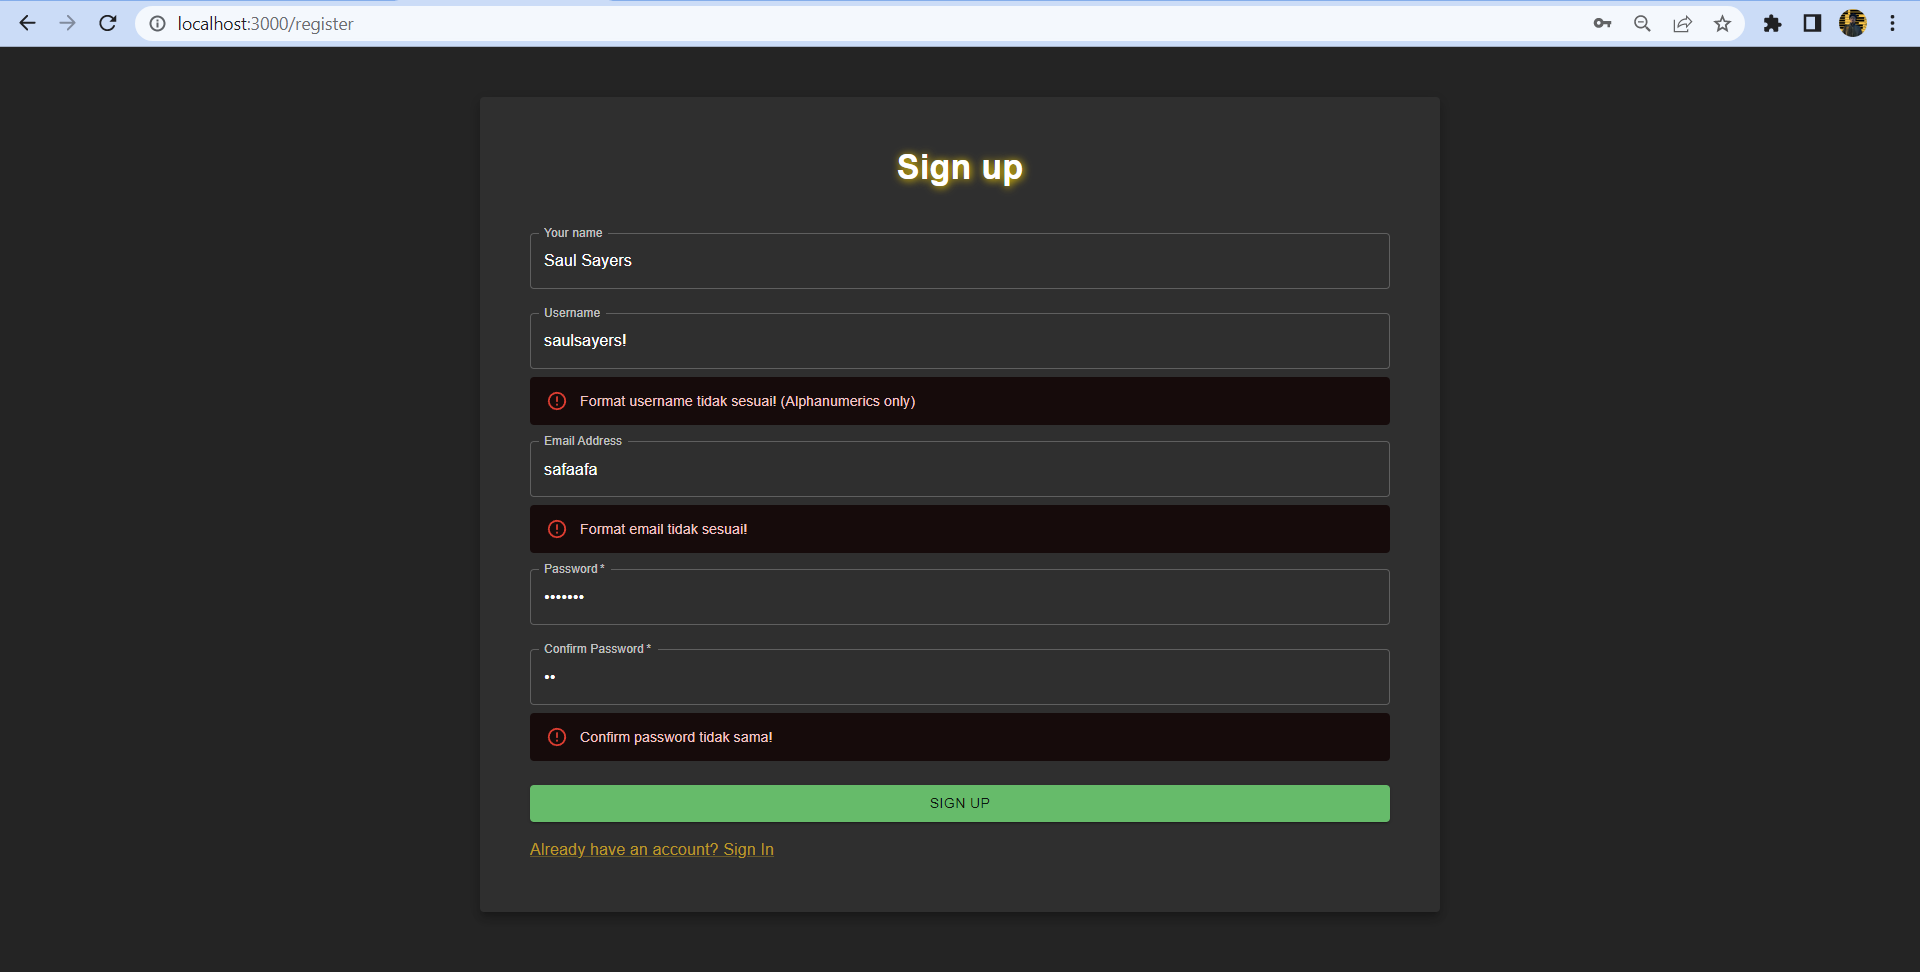 localhost:3000/register
Sign up
Your name
Saul Sayers
Username
saulsayers!
Format username tidak sesuai! (Alphanumerics only)
Email Address
safaafa
Format email tidak sesuai!
Password *
•••••••
Confirm Password *
••
Confirm password tidak sama!
SIGN UP
Already have an account? Sign In